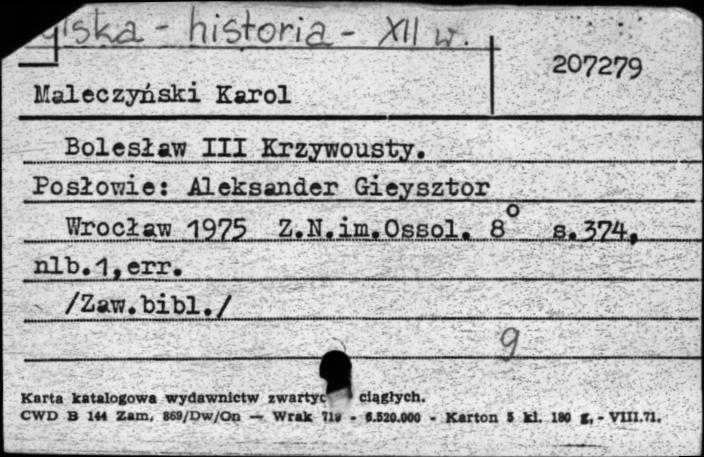 - historia - XII w.
207279
Maleczyński Karol
Bolesław III Krzywousty.
Posłowie: Aleksander Gieysztor
Wrocław 1975 Z.N.im.Ossol. 8° s.374,
nlb.1,err.
/Zaw.bibl./
9
Karta katalogowa wydawnictw ciągłych.
CWD B 144 Zam. 869/Dw/On — Wrak - 6.520.000 - Karton 5 kl. 180 g, - VIII.71.